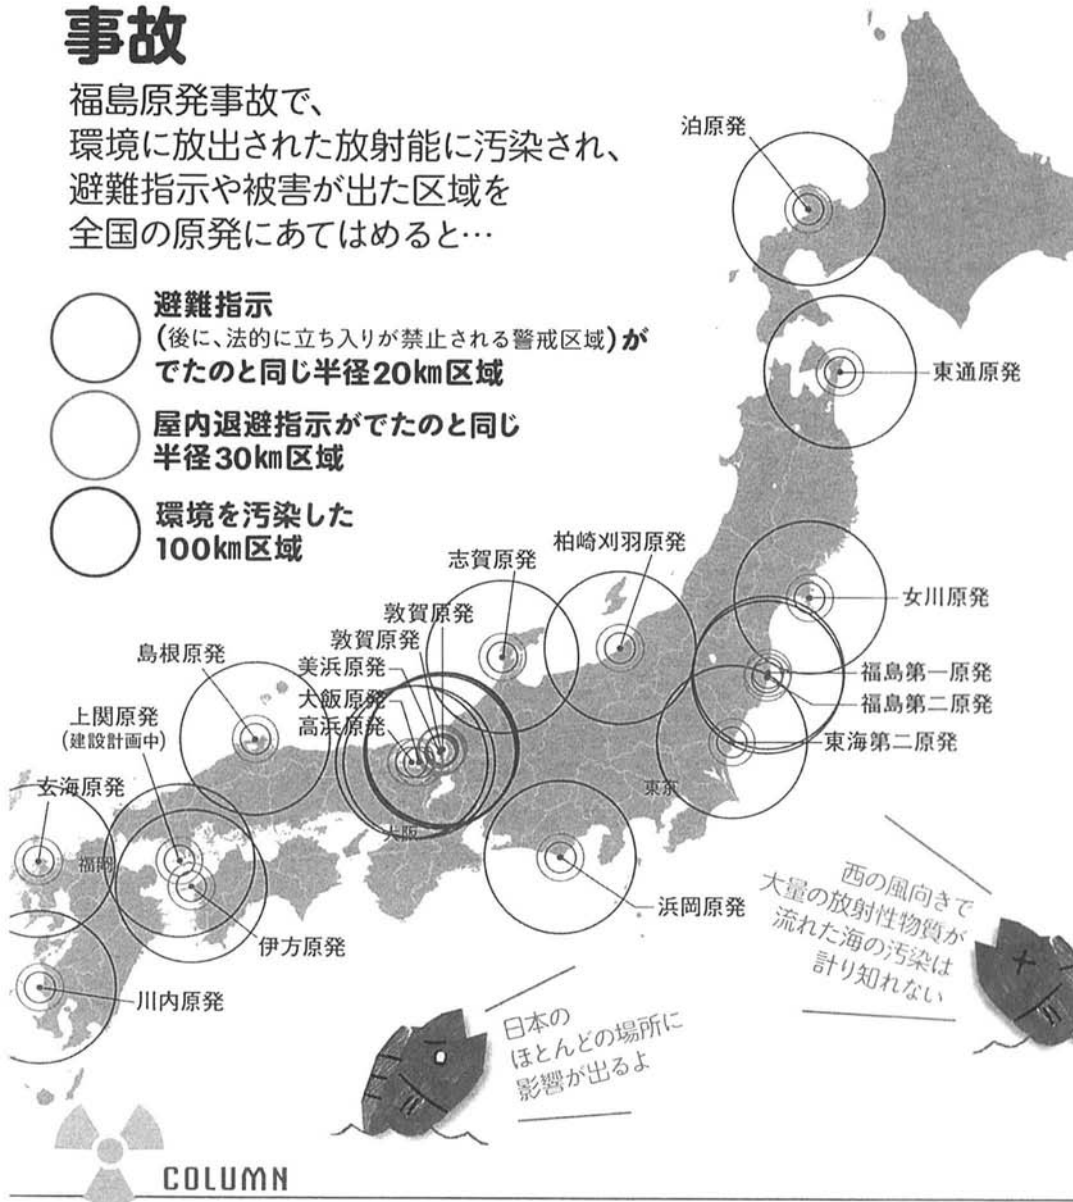 事故
福島原発事故で、
環境に放出された放射能に汚染され、
避難指示や被害が出た区域を
全国の原発にあてはめると…
避難指示
(後に、法的に立ち入りが禁止される警戒区域)が
でたのと同じ半径20㎞区域
屋内退避指示がでたのと同じ
半径30㎞区域
環境を汚染した
100㎞区域
泊原発
東通原発
女川原発
福島第一原発
福島第二原発
東海第二原発
柏崎刈羽原発
志賀原発
敦賀原発
敦賀原発
美浜原発
大飯原発
高浜原発
島根原発
上関原発
(建設計画中)
玄海原発
福岡
大阪
東京
浜岡原発
伊方原発
川内原発
西の風向きで
大量の放射性物質が
流れた海の汚染は
計り知れない
日本の
ほとんどの場所に
影響が出るよ
COLUMN